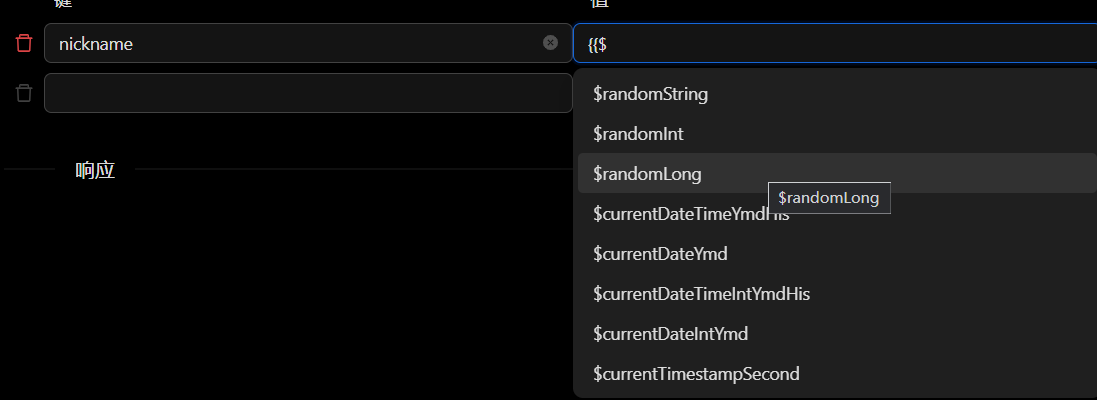 键 值
nickname {{$
$randomString
$randomInt
响应
$randomLong
$randomLong
$currentDateTimeYmdHis
$currentDateYmd
$currentDateTimeIntYmdHis
$currentDateIntYmd
$currentTimestampSecond